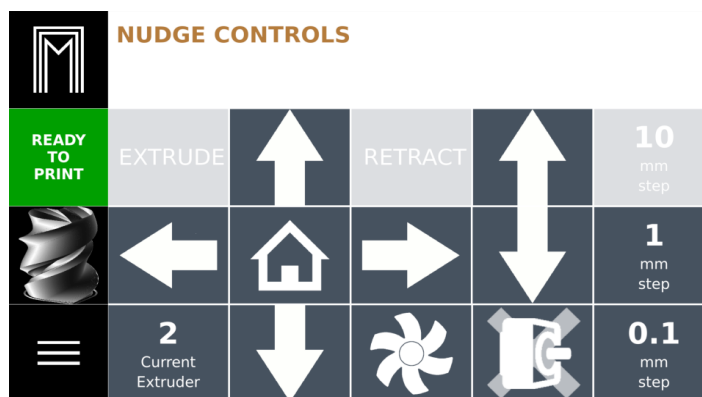 NUDGE CONTROLS
READY
TO
PRINT
EXTRUDE
RETRACT
10
mm
step
1
mm
step
2
Current
Extruder
0.1
mm
step